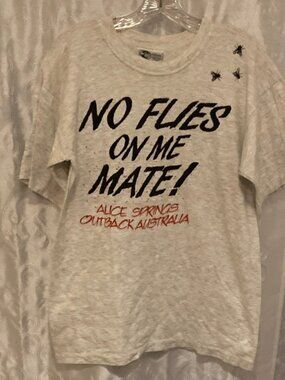 NO FLIES
ON ME
MATE!
ALICE SPRINGS
OUTBACK AUSTRALIA